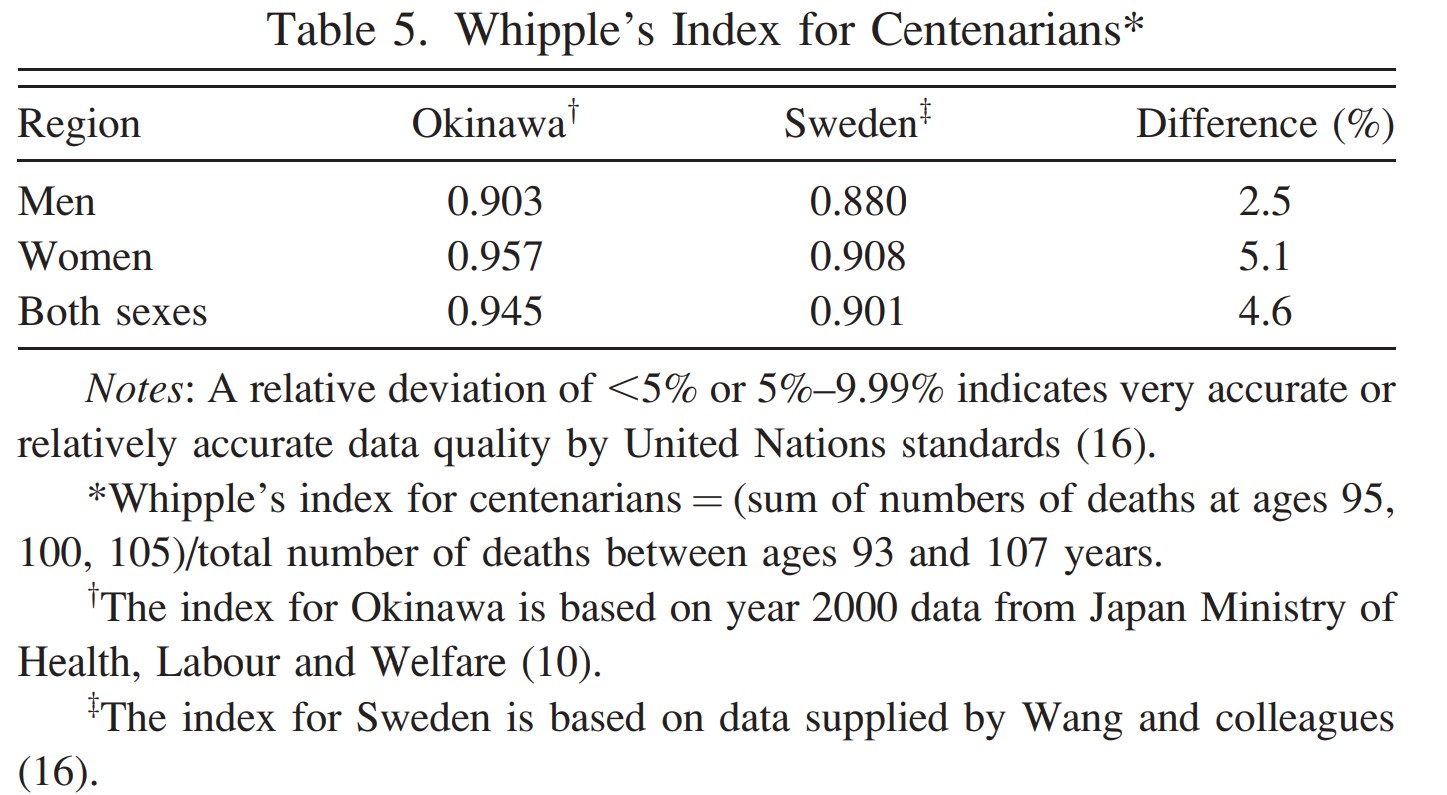 Table 5. Whipple's Index for Centenarians*
Region Okinawa† Sweden‡ Difference (%)
Men 0.903 0.880 2.5
Women 0.957 0.908 5.1
Both sexes 0.945 0.901 4.6
Notes: A relative deviation of <5% or 5%–9.99% indicates very accurate or
relatively accurate data quality by United Nations standards (16).
*Whipple's index for centenarians = (sum of numbers of deaths at ages 95,
100, 105)/total number of deaths between ages 93 and 107 years.
†The index for Okinawa is based on year 2000 data from Japan Ministry of
Health, Labour and Welfare (10).
‡The index for Sweden is based on data supplied by Wang and colleagues
(16).